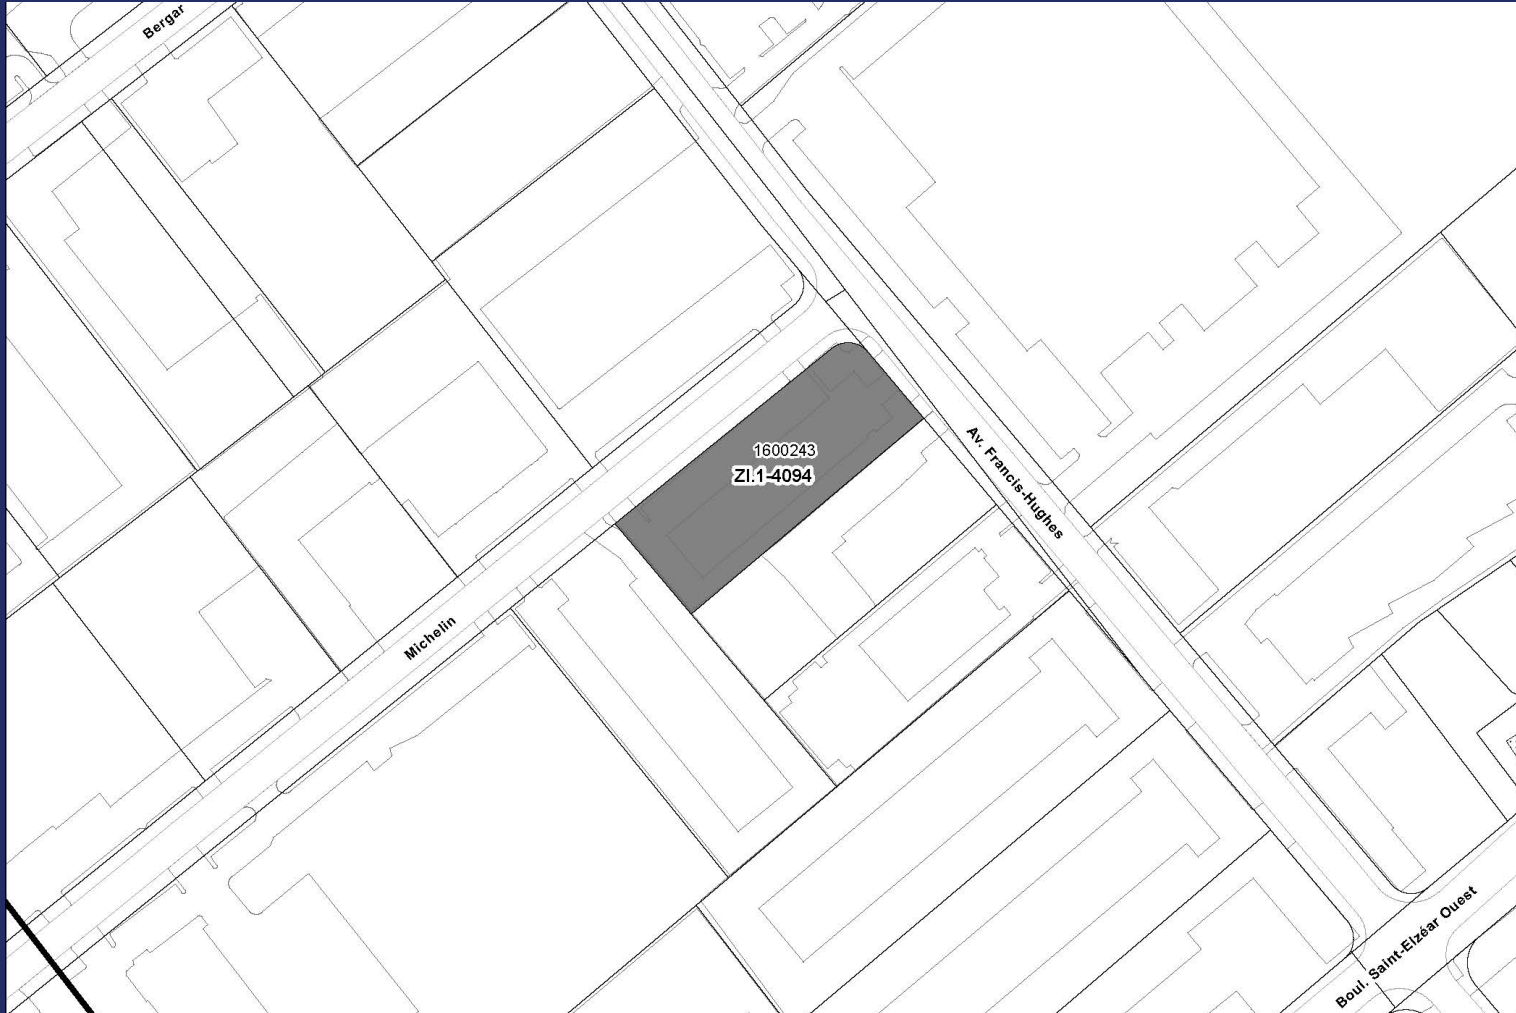 Bergar
1600243
ZI.1-4094
Av. Francis-Hughes
Michelin
Boul. Saint-Elzéar Ouest